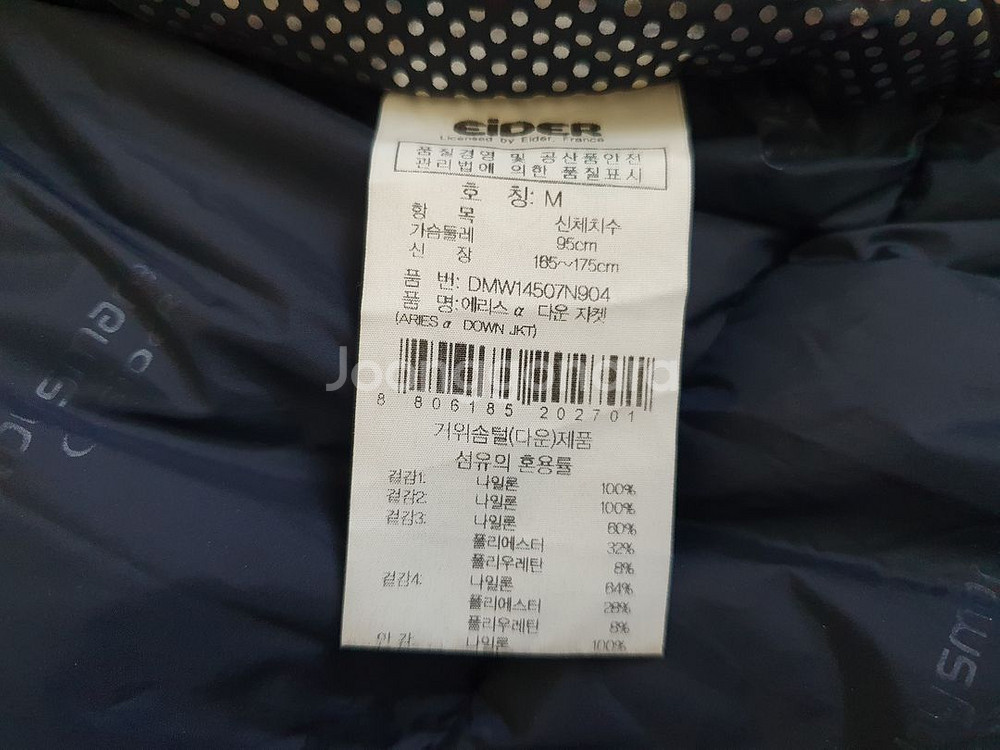 EiDER
Licensed by Eider, France
품질경영 및 공산품안전
관리법에 의한 품질표시
호 칭: M
항 목 신체치수
가슴둘레 95cm
신 장 165~175cm
품 번: DMW14507N904
품 명: 에리스 α 다운 자켓
(ARIES α DOWN JKT)
Joonggonara
8 806185 202701
거위솜털(다운)제품
섬유의 혼용률
겉감1: 나일론 100%
겉감2: 나일론 100%
겉감3: 나일론 60%
폴리에스터 32%
폴리우레탄 8%
겉감4: 나일론 64%
폴리에스터 28%
폴리우레탄 8%
안 감: 나일론 100%